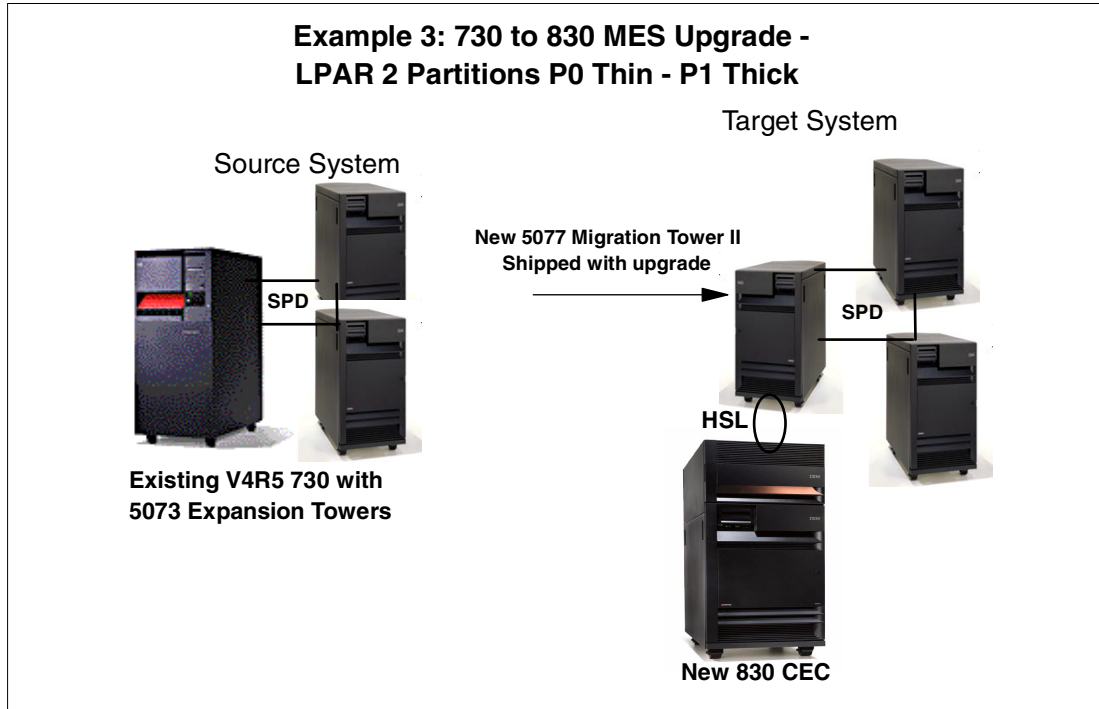 Example 3: 730 to 830 MES Upgrade -
LPAR 2 Partitions P0 Thin - P1 Thick
Target System
Source System
New 5077 Migration Tower II
Shipped with upgrade
SPD
SPD
HSL
Existing V4R5 730 with
5073 Expansion Towers
New 830 CEC